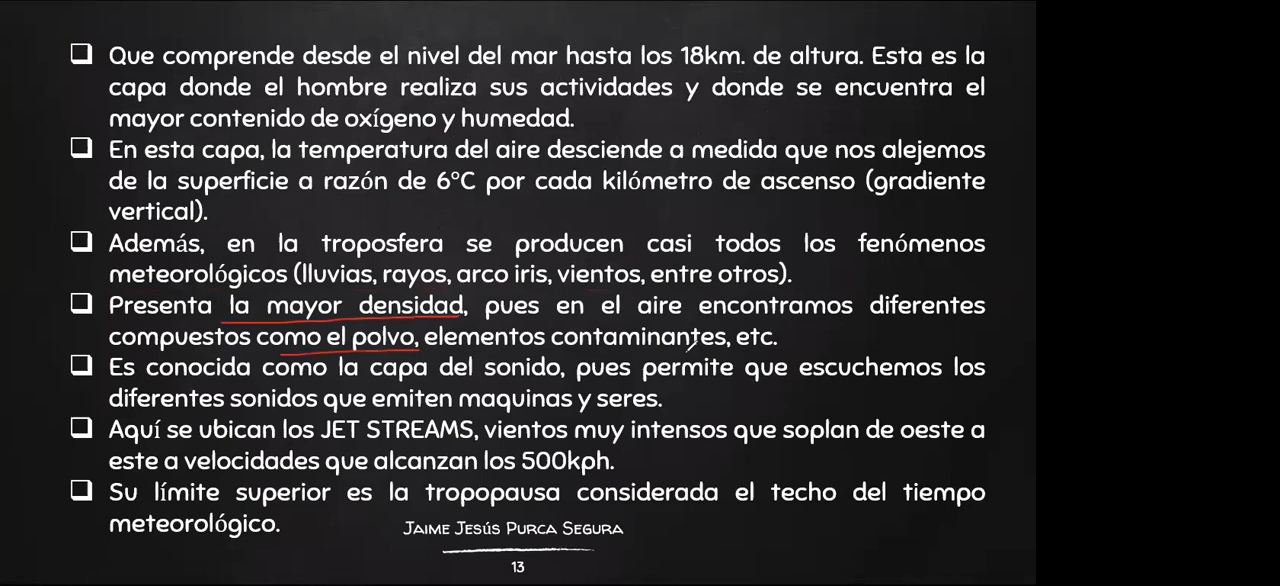 ❑ Que comprende desde el nivel del mar hasta los 18km. de altura. Esta es la
capa donde el hombre realiza sus actividades y donde se encuentra el
mayor contenido de oxígeno y humedad.
❑ En esta capa, la temperatura del aire desciende a medida que nos alejemos
de la superficie a razón de 6°C por cada kilómetro de ascenso (gradiente
vertical).
❑ Además, en la troposfera se producen casi todos los fenómenos
meteorológicos (lluvias, rayos, arco iris, vientos, entre otros).
❑ Presenta la mayor densidad, pues en el aire encontramos diferentes
compuestos como el polvo, elementos contaminantes, etc.
❑ Es conocida como la capa del sonido, pues permite que escuchemos los
diferentes sonidos que emiten maquinas y seres.
❑ Aquí se ubican los JET STREAMS, vientos muy intensos que soplan de oeste a
este a velocidades que alcanzan los 500kph.
❑ Su límite superior es la tropopausa considerada el techo del tiempo
meteorológico.
Jaime Jesús Purca Segura
13